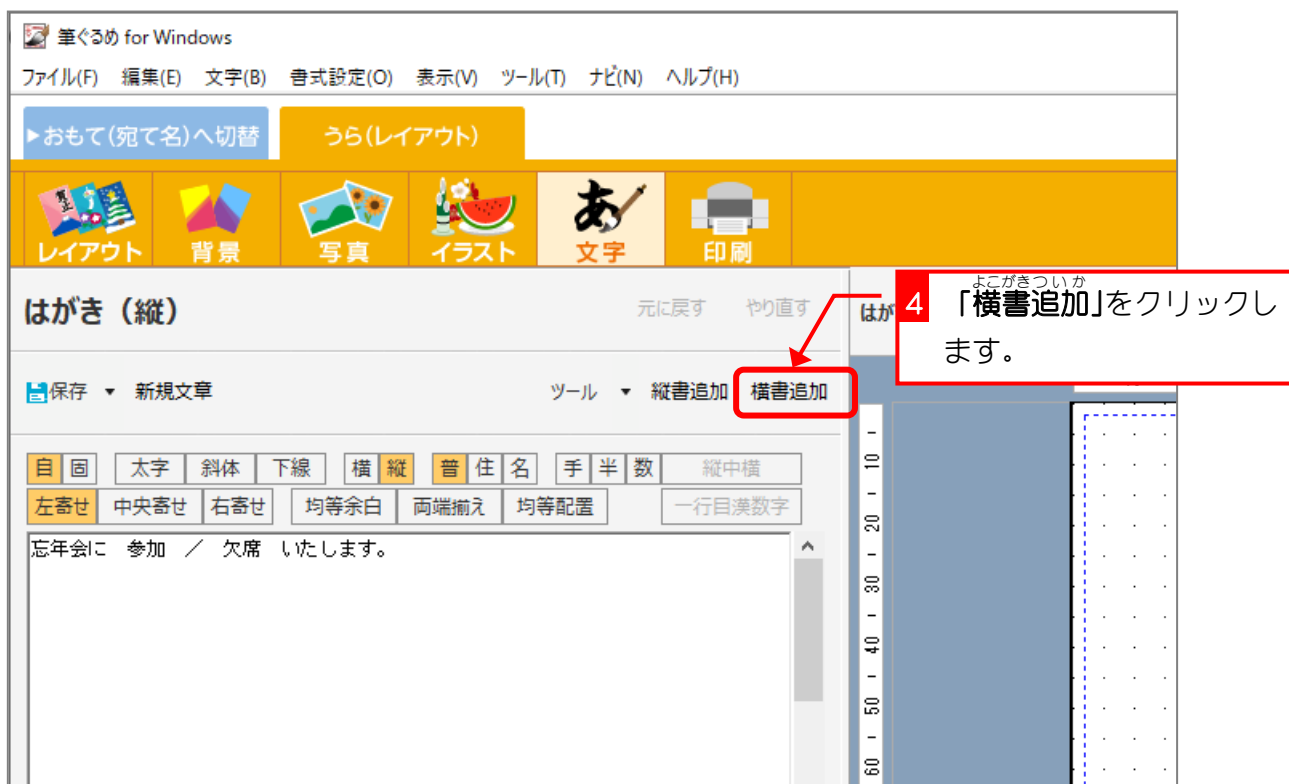 筆ぐるめ for Windows
ファイル(F) 編集(E) 文字(B) 書式設定(O) 表示(V) ツール(T) ナビ(N) ヘルプ(H)
▶おもて(宛て名)へ切替 うら(レイアウト)
レイアウト 背景 写真 イラスト 文字 印刷
はがき（縦） 元に戻す やり直す はが
4 「横書追加」をクリックし
よこがきついか
ます。
保存 ▼ 新規文章 ツール ▼ 縦書追加 横書追加
自 固 太字 斜体 下線 横 縦 普 住 名 手 半 数 縦中横
左寄せ 中央寄せ 右寄せ 均等余白 両端揃え 均等配置 一行目漢数字
忘年会に 参加 ／ 欠席 いたします。
10
20
30
40
50
60